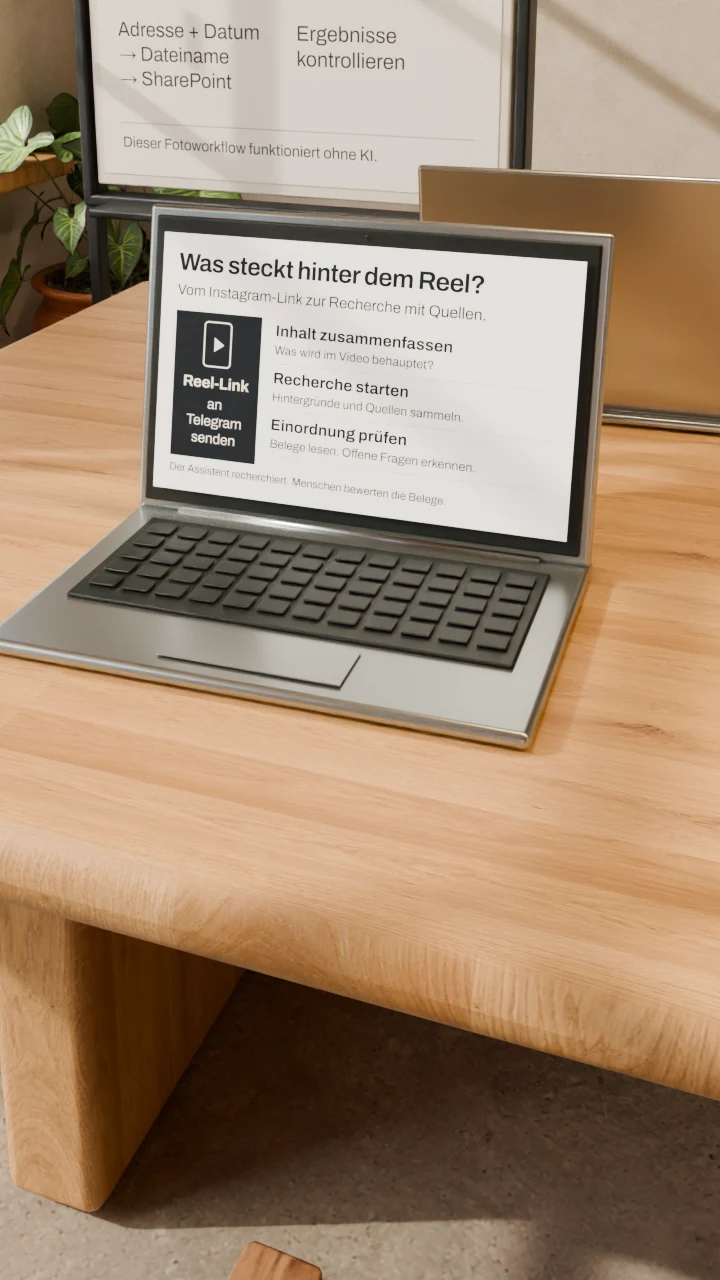 Adresse + Datum
→ Dateiname
→ SharePoint
Ergebnisse
kontrollieren
Dieser Fotoworkflow funktioniert ohne KI.
Was steckt hinter dem Reel?
Vom Instagram-Link zur Recherche mit Quellen.
Reel-Link
an
Telegram
senden
Inhalt zusammenfassen
Was wird im Video behauptet?
Recherche starten
Hintergründe und Quellen sammeln.
Einordnung prüfen
Belege lesen. Offene Fragen erkennen.
Der Assistent recherchiert. Menschen bewerten die Belege.